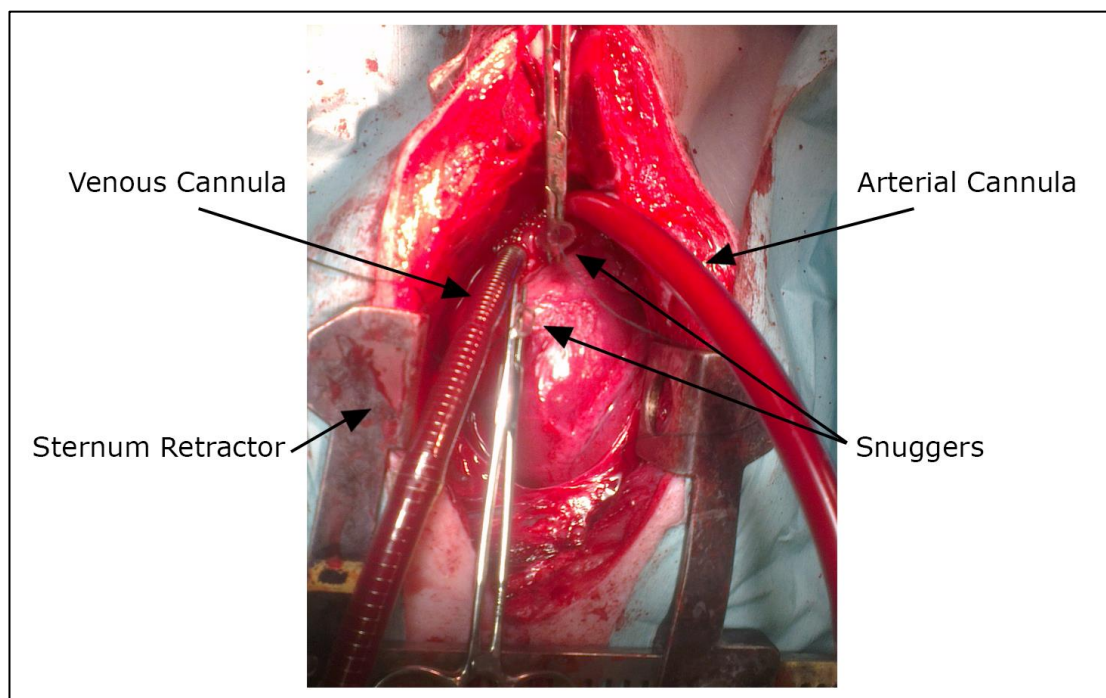 Venous Cannula
Arterial Cannula
Sternum Retractor
Snuggers